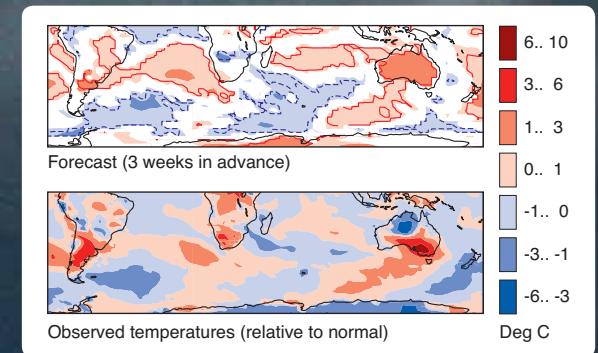 6.. 10
3.. 6
1.. 3
0.. 1
-1.. 0
-3.. -1
-6.. -3
Deg C
Forecast (3 weeks in advance)
Observed temperatures (relative to normal)